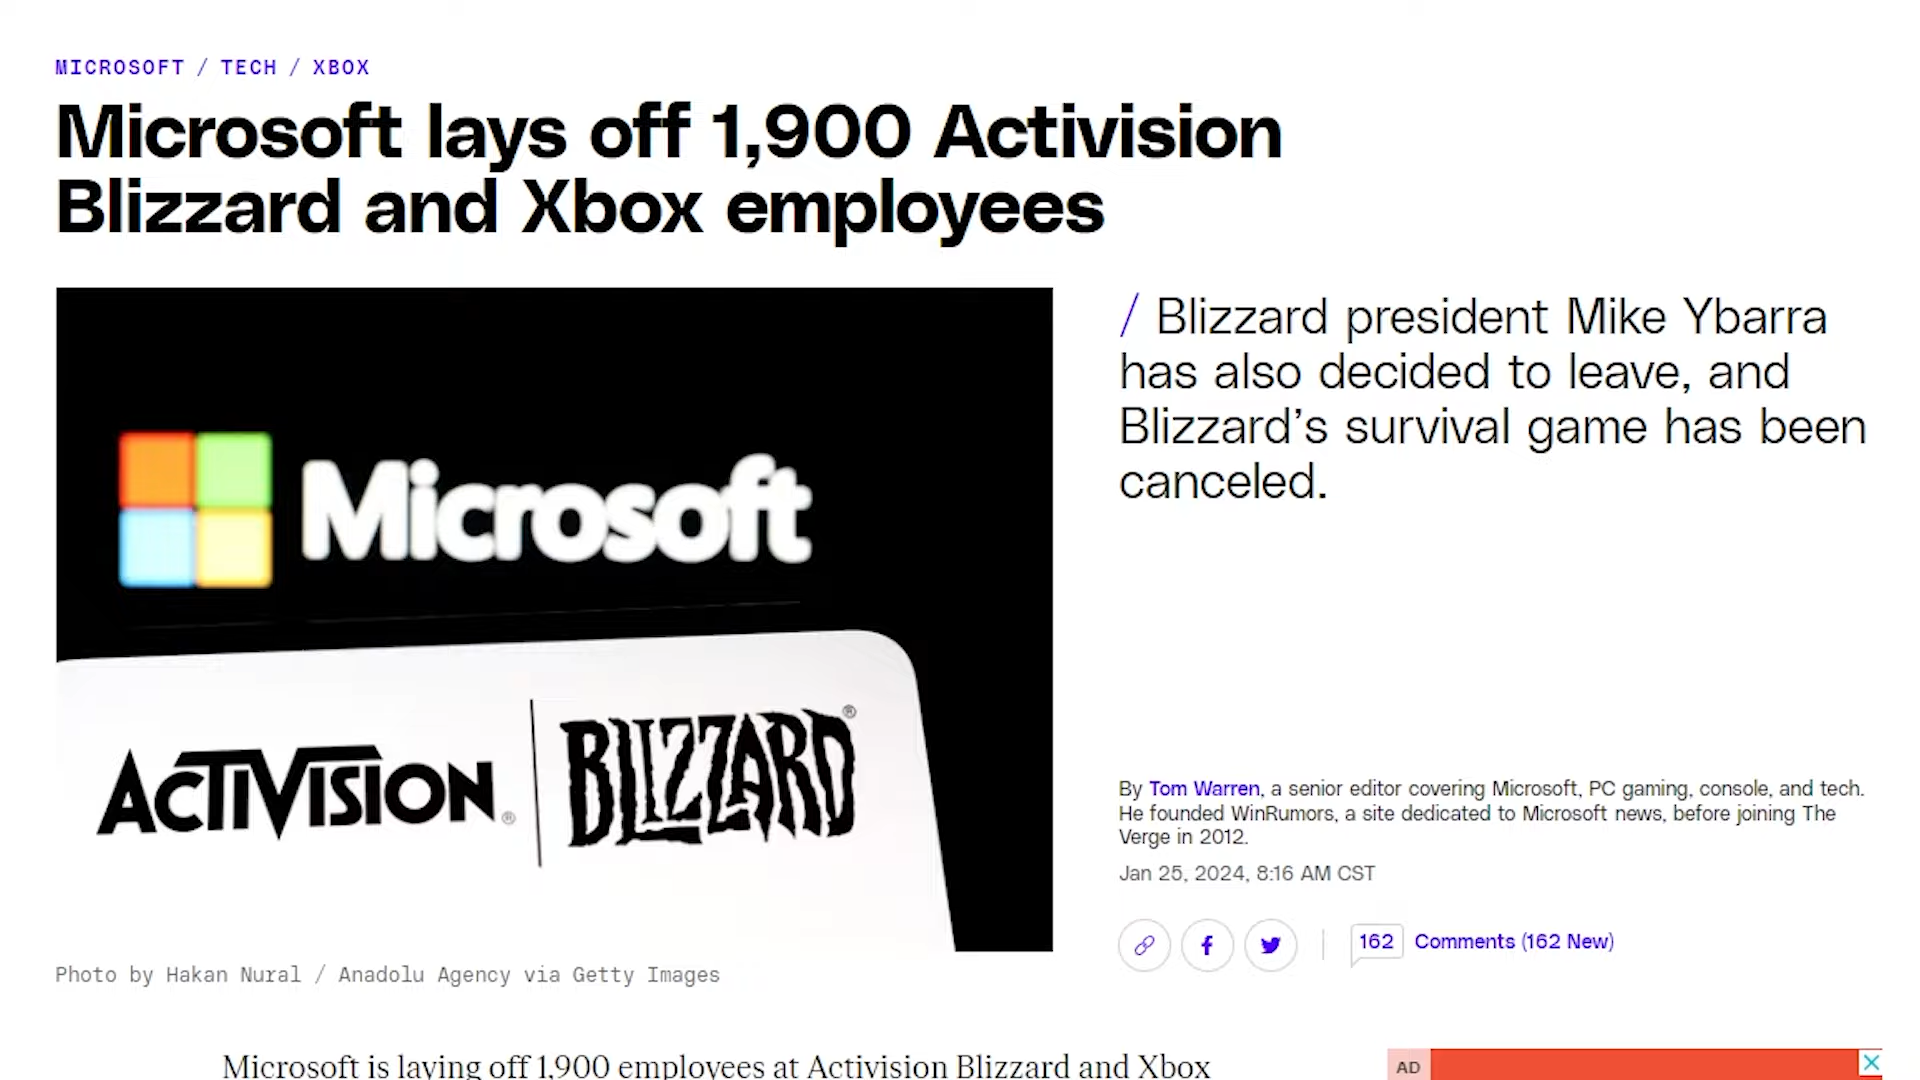 MICROSOFT / TECH / XBOX
Microsoft lays off 1,900 Activision
Blizzard and Xbox employees
Microsoft
ACTIVISION®
BLIZZARD®
Photo by Hakan Nural / Anadolu Agency via Getty Images
/ Blizzard president Mike Ybarra
has also decided to leave, and
Blizzard’s survival game has been
canceled.
By Tom Warren, a senior editor covering Microsoft, PC gaming, console, and tech.
He founded WinRumors, a site dedicated to Microsoft news, before joining The
Verge in 2012.
Jan 25, 2024, 8:16 AM CST
162
Comments (162 New)
Microsoft is laying off 1,900 employees at Activision Blizzard and Xbox
AD